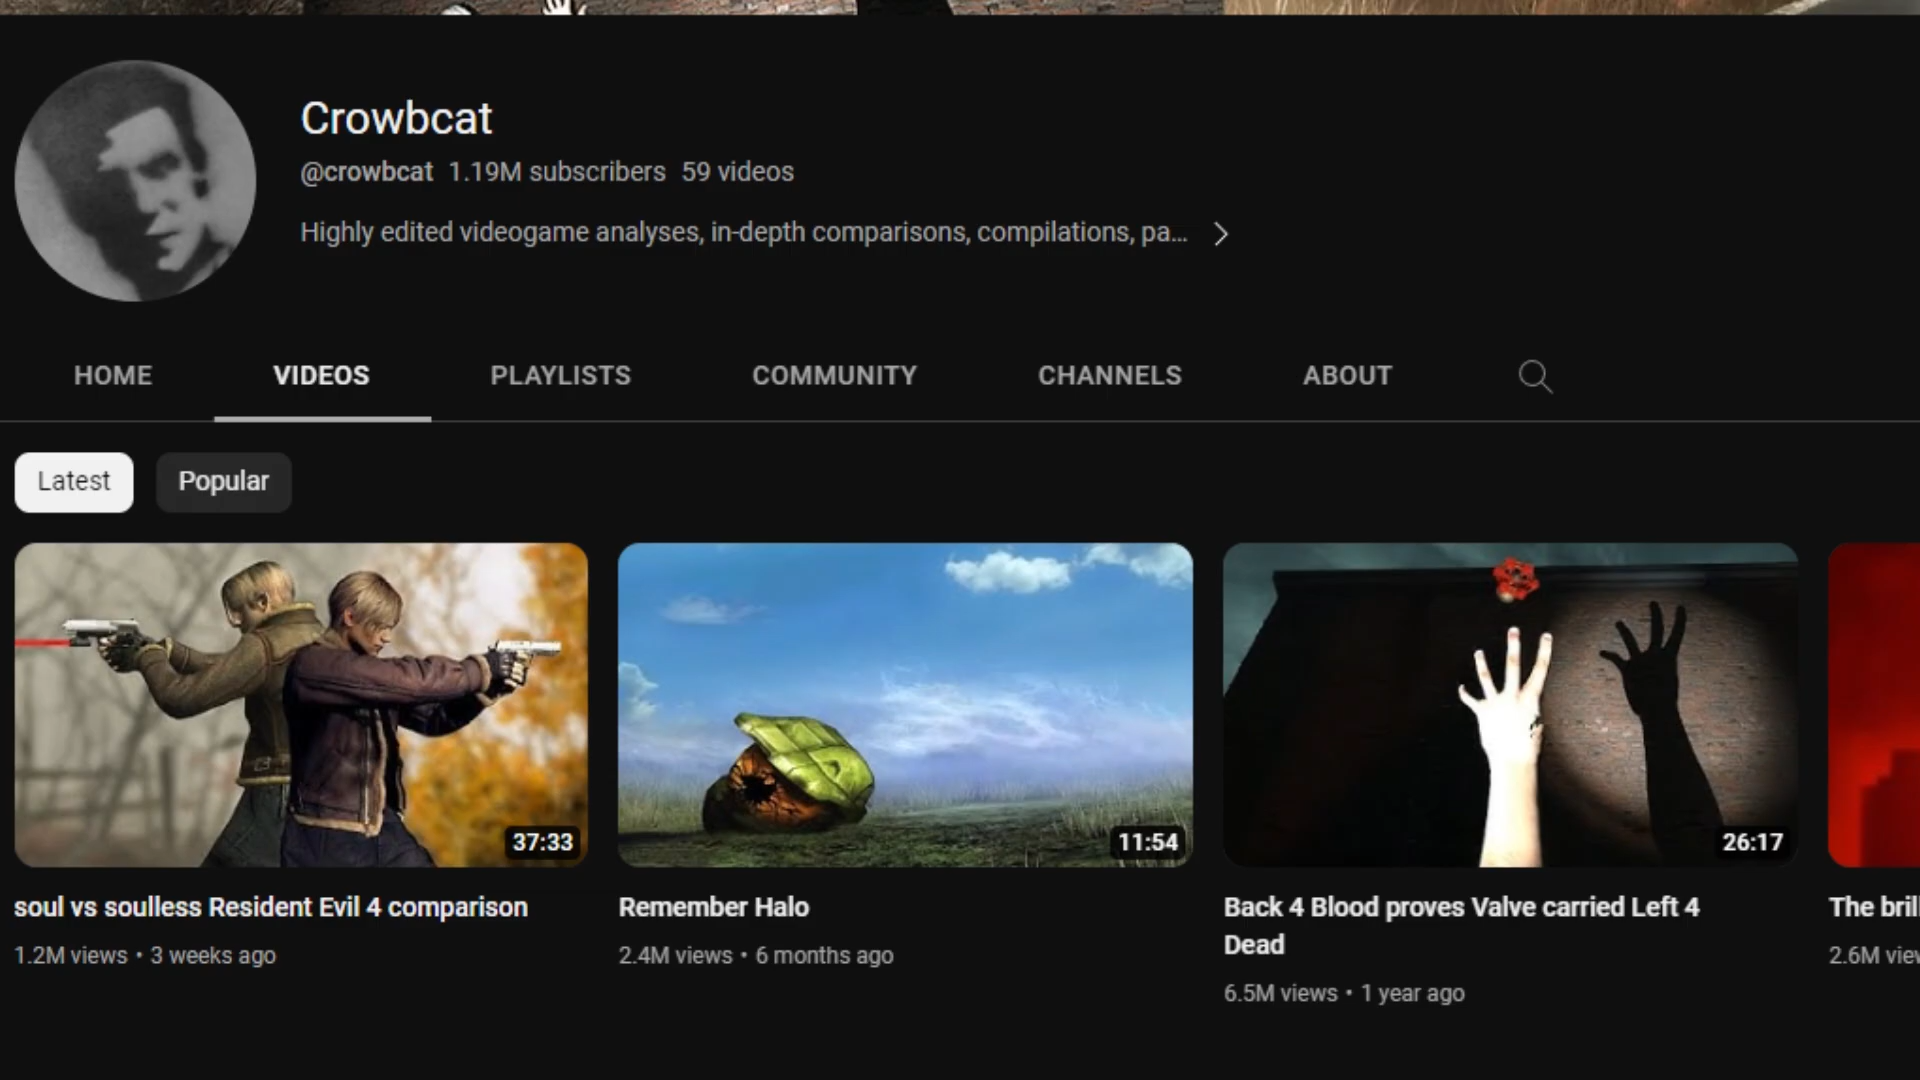 Crowbcat
@crowbcat 1.19M subscribers 59 videos
Highly edited videogame analyses, in-depth comparisons, compilations, pa...
HOME VIDEOS PLAYLISTS COMMUNITY CHANNELS ABOUT
Latest Popular
37:33 11:54 26:17
soul vs soulless Resident Evil 4 comparison
1.2M views • 3 weeks ago
Remember Halo
2.4M views • 6 months ago
Back 4 Blood proves Valve carried Left 4
Dead
6.5M views • 1 year ago
The
2.6M